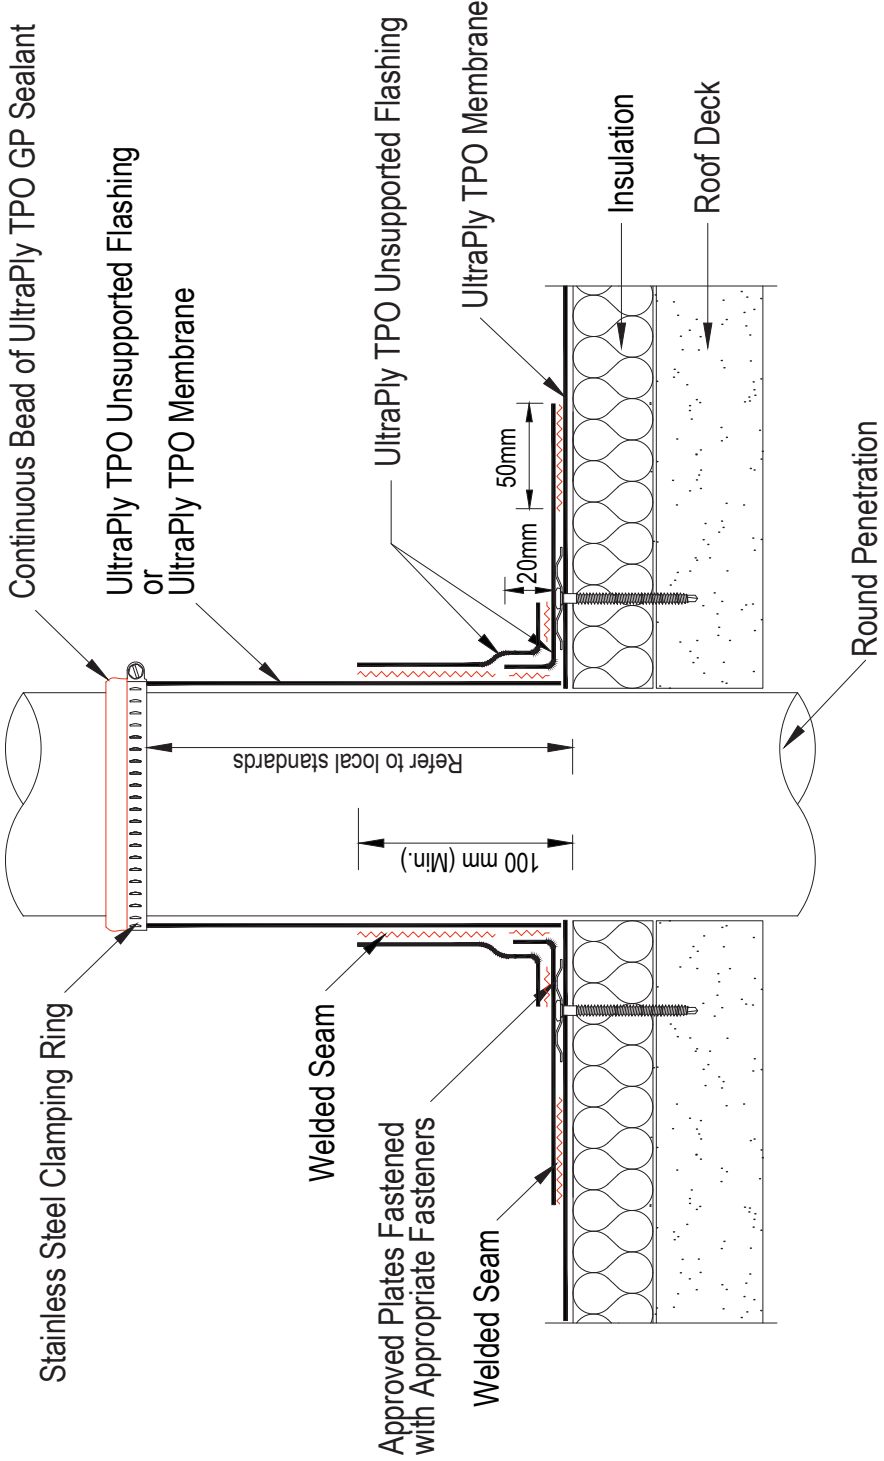 Continuous Bead of UltraPly TPO GP Sealant
Stainless Steel Clamping Ring
UltraPly TPO Unsupported Flashing
or
UltraPly TPO Membrane
Welded Seam
UltraPly TPO Unsupported Flashing
Approved Plates Fastened
with Appropriate Fasteners
Welded Seam
UltraPly TPO Membrane
Refer to local standards
100 mm (Min.)
50mm
20mm
Insulation
Roof Deck
Round Penetration